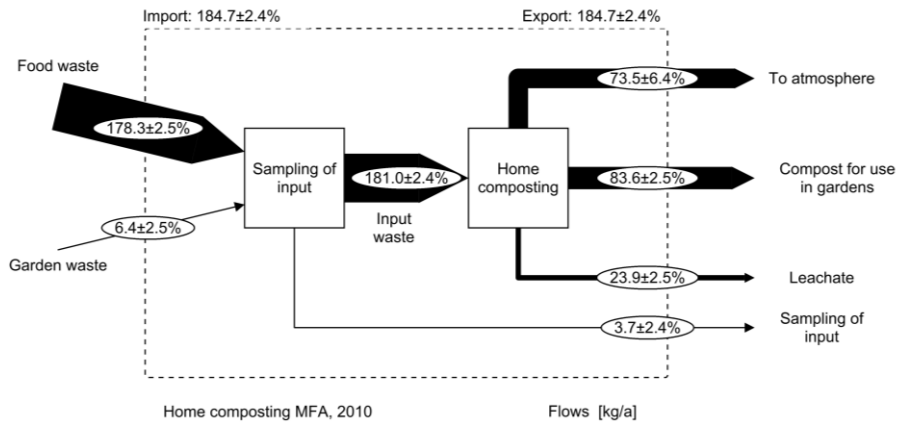 Import: 184.7±2.4%
Export: 184.7±2.4%
Food waste
178.3±2.5%
73.5±6.4%
To atmosphere
Sampling of
input
181.0±2.4%
Input
waste
Home
composting
83.6±2.5%
Compost for use
in gardens
6.4±2.5%
Garden waste
23.9±2.5%
Leachate
3.7±2.4%
Sampling of
input
Home composting MFA, 2010
Flows [kg/a]